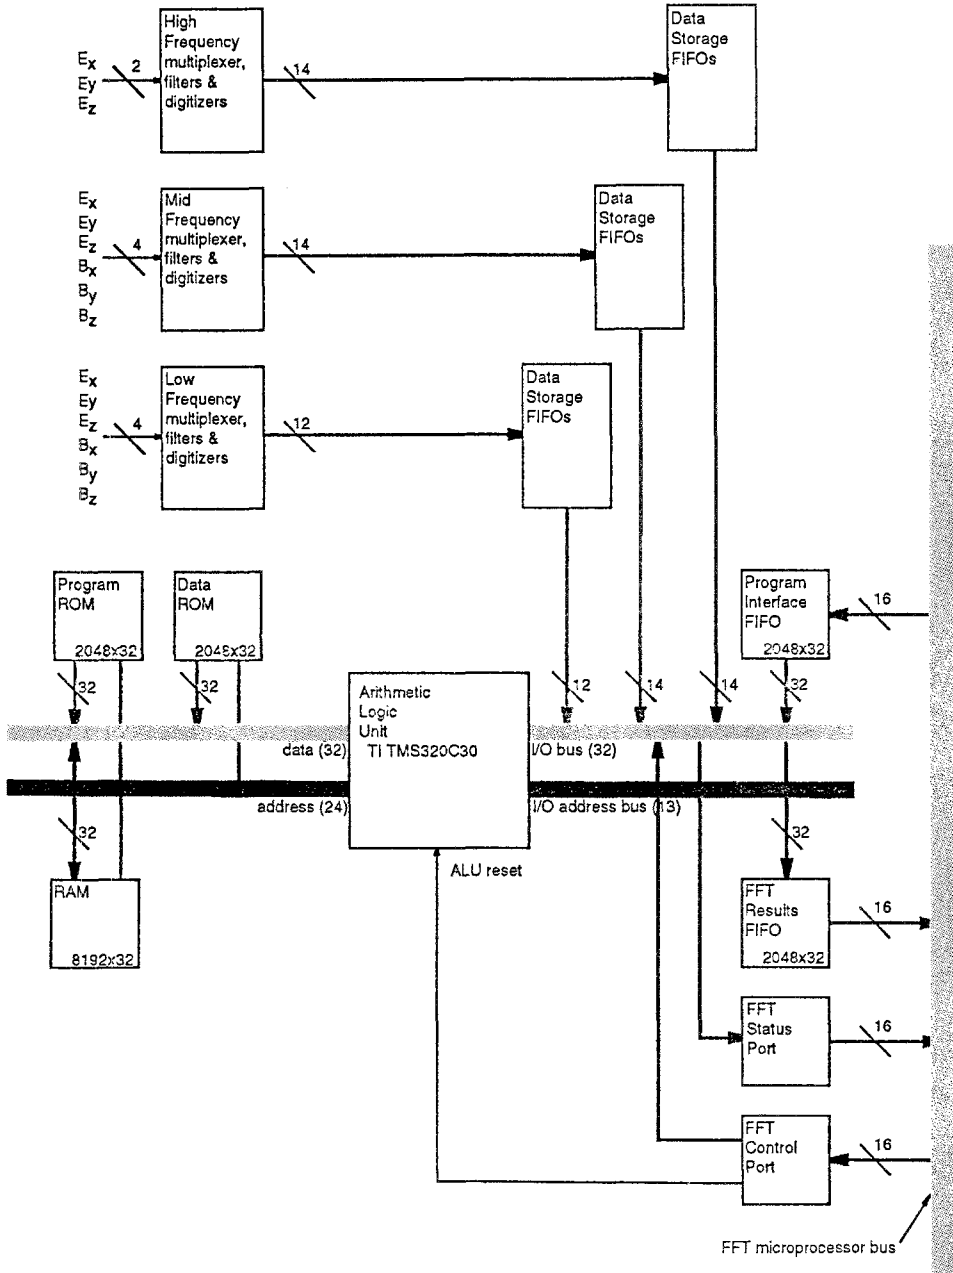 High
Frequency
multiplexer,
filters &
digitizers
Ex
Ey
Ez
2
14
Data
Storage
FIFOs
Mid
Frequency
multiplexer,
filters &
digitizers
Ex
Ey
Ez
Bx
By
Bz
4
14
Data
Storage
FIFOs
Low
Frequency
multiplexer,
filters &
digitizers
Ex
Ey
Ez
Bx
By
Bz
4
12
Data
Storage
FIFOs
Program
ROM
2048x32
32
Data
ROM
2048x32
32
Arithmetic
Logic
Unit
TI TMS320C30
12
14
14
Program
Interface
FIFO
2048x32
16
32
data (32)
I/O bus (32)
address (24)
I/O address bus (13)
32
RAM
8192x32
ALU reset
32
FFT
Results
FIFO
2048x32
16
FFT
Status
Port
16
FFT
Control
Port
16
FFT microprocessor bus